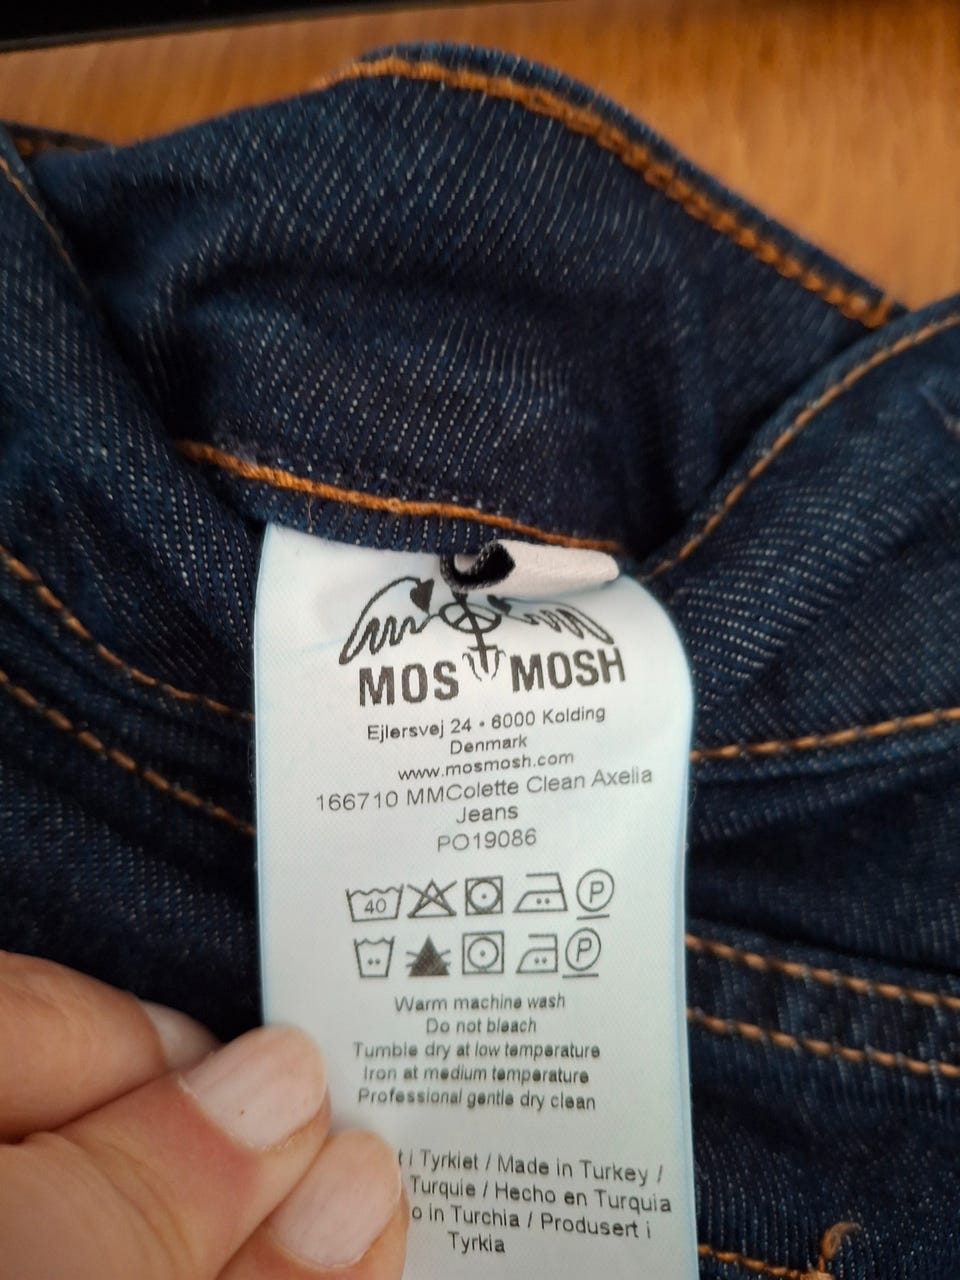 MOS MOSH
Ejlersvej 24 • 6000 Kolding
Denmark
www.mosmosh.com
166710 MMColette Clean Axelia
Jeans
PO19086
40 P
P
Warm machine wash
Do not bleach
Tumble dry at low temperature
Iron at medium temperature
Professional gentle dry clean
i Tyrkiet / Made in Turkey /
Turquie / Hecho en Turquia
in Turchia / Produsert i
Tyrkia